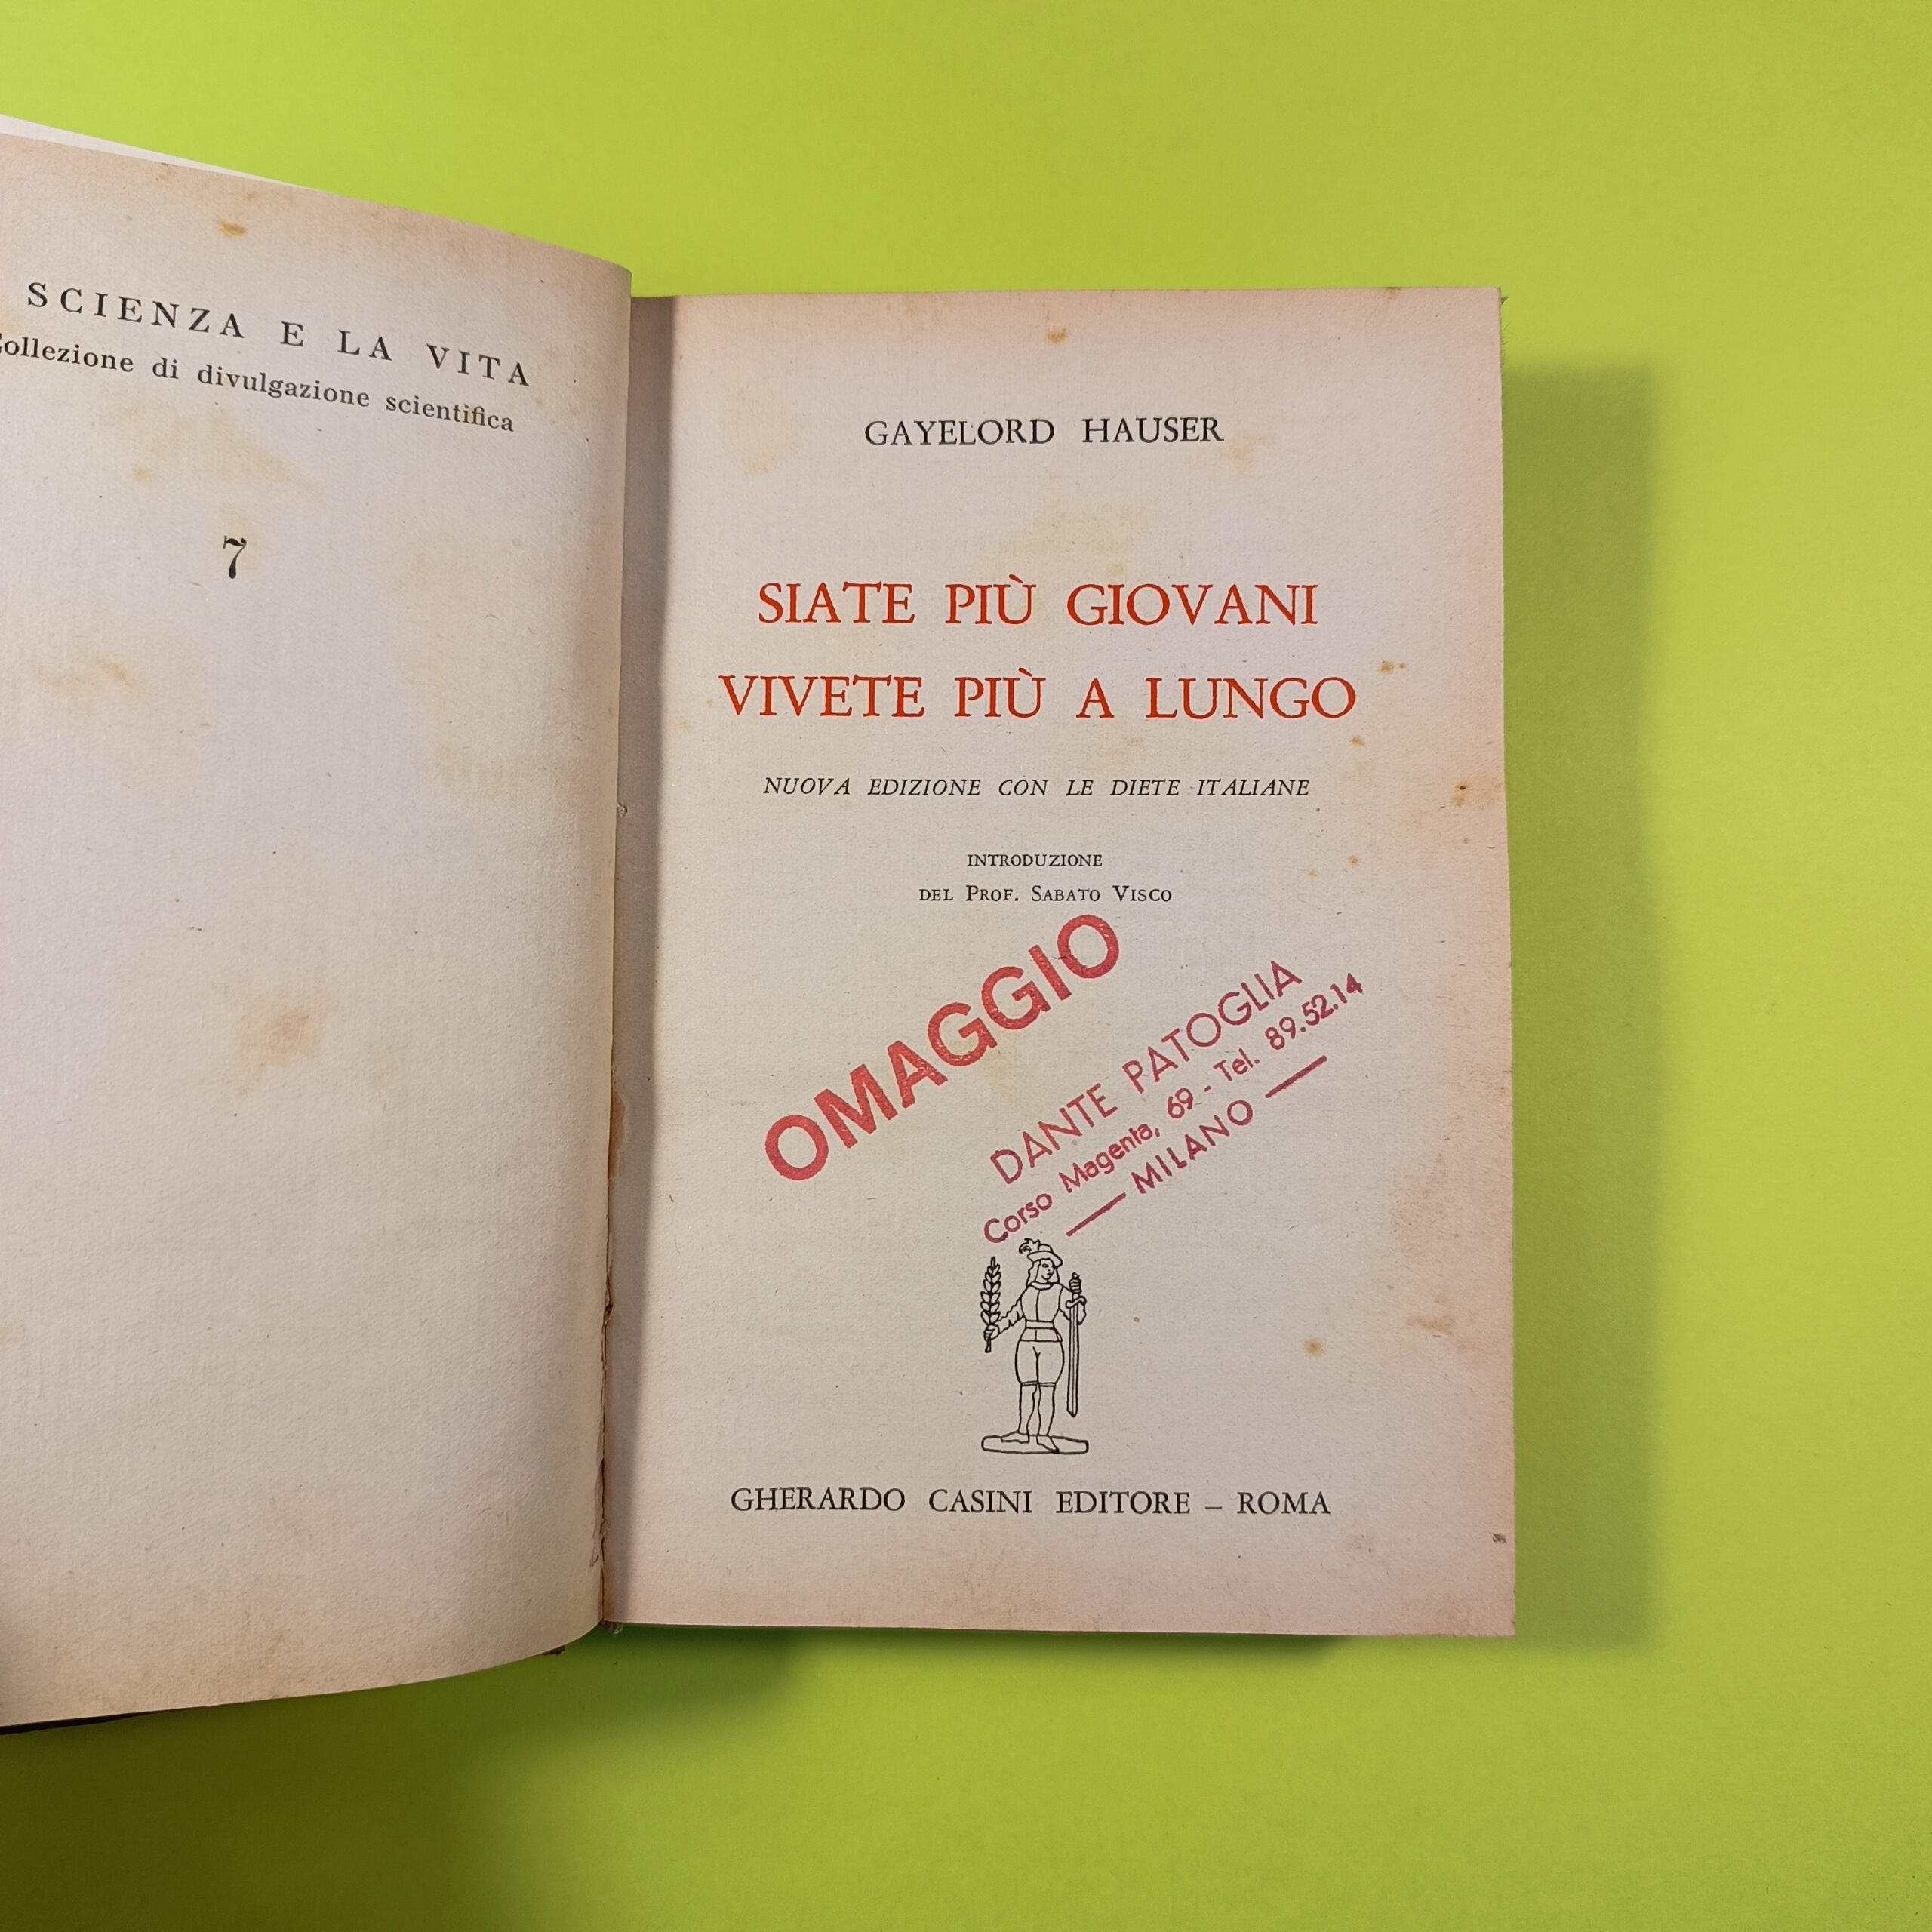 SCIENZA E LA VITA
di divulgazione scientifica
7
GAYELORD HAUSER
SIATE PIÙ GIOVANI
VIVETE PIÙ A LUNGO
NUOVA EDIZIONE CON LE DIETE ITALIANE
INTRODUZIONE
DEL PROF. SABATO VISCO
OMAGGIO
DANTE PATOGLIA
Corso Magenta, 69 - Tel. 89.52.14
— MILANO —
GHERARDO CASINI EDITORE – ROMA